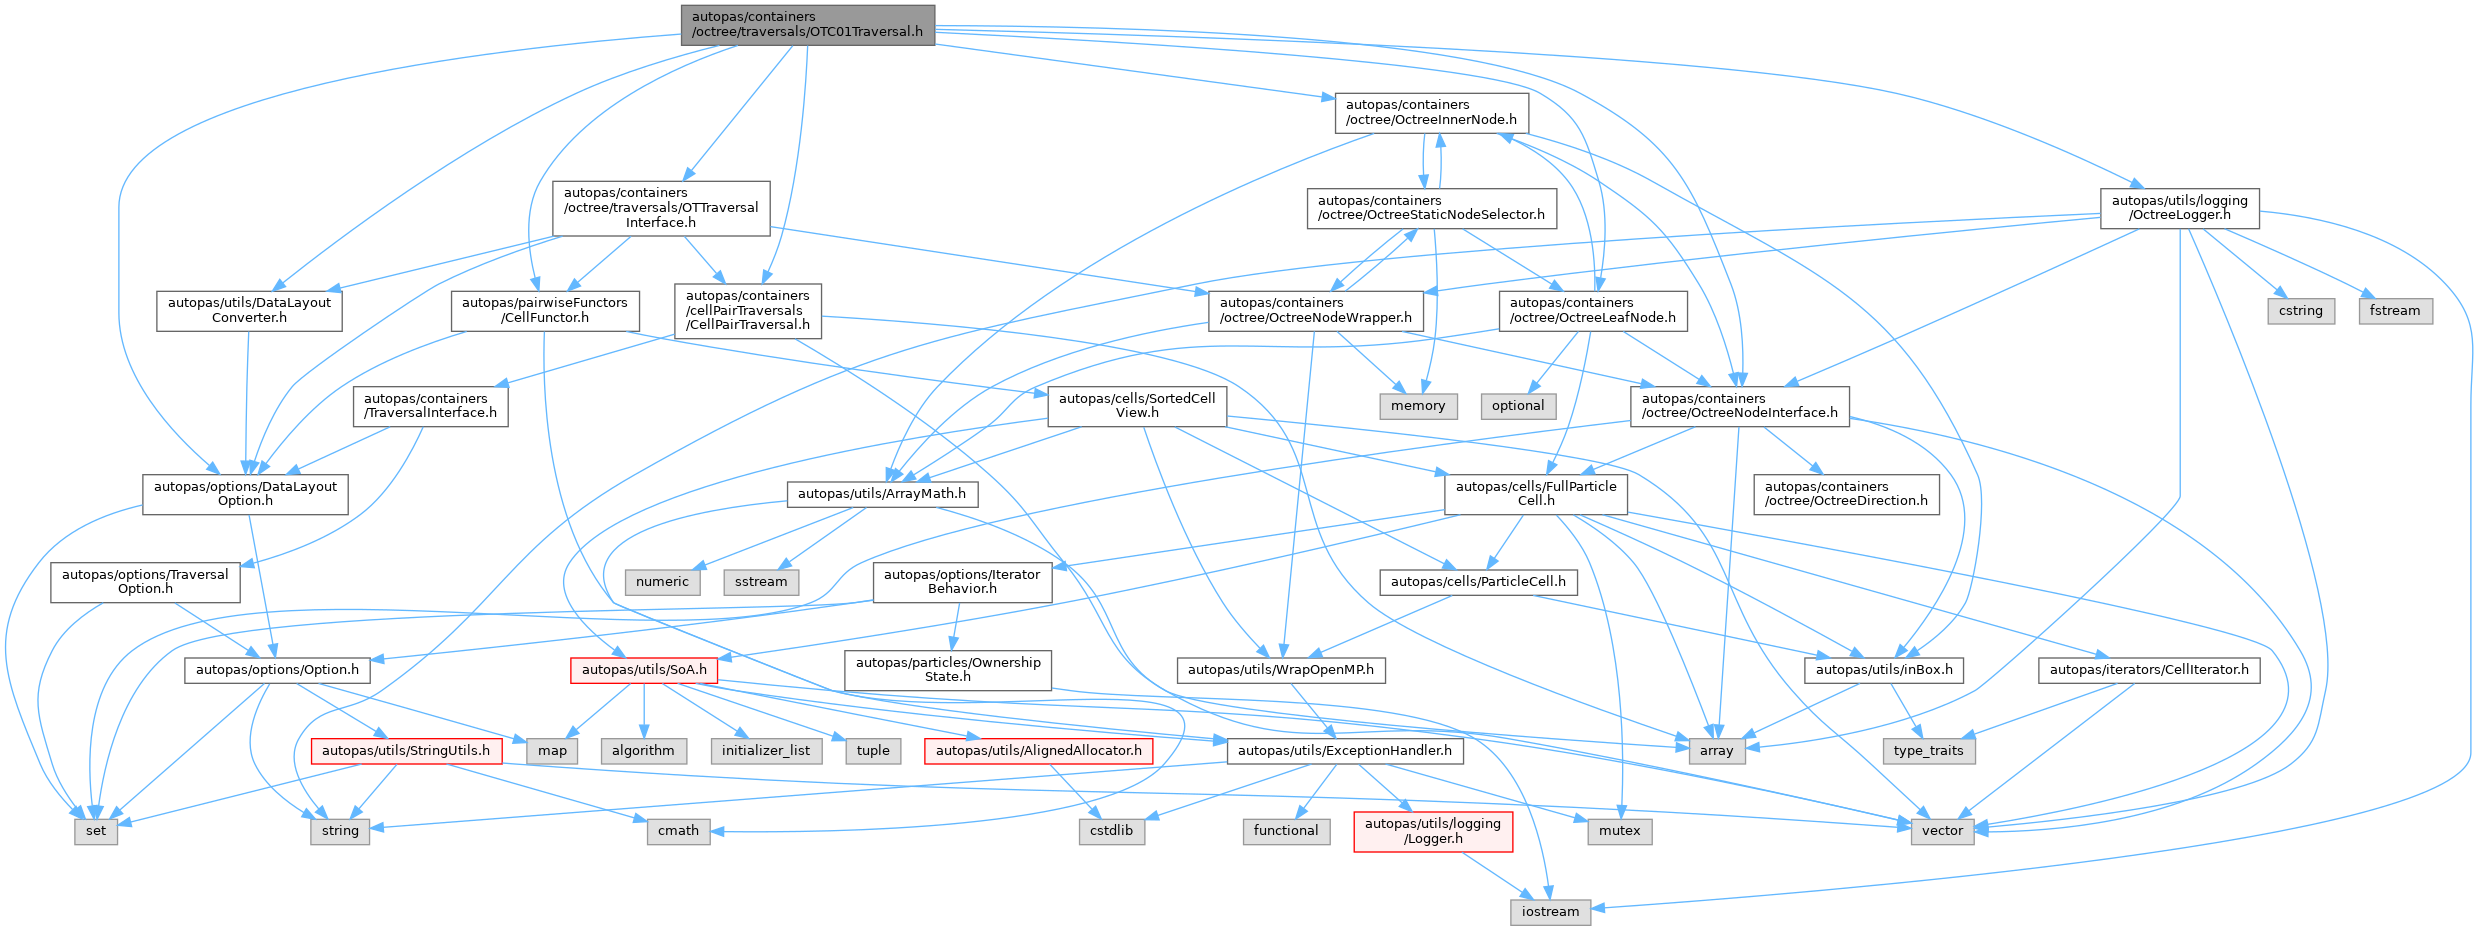 autopas/containers
/octree/traversals/OTC01Traversal.h
autopas/containers
/octree/OctreeInnerNode.h
autopas/containers
/octree/traversals/OTTraversal
Interface.h
autopas/containers
/octree/OctreeStaticNodeSelector.h
autopas/utils/logging
/OctreeLogger.h
autopas/utils/DataLayout
Converter.h
autopas/pairwiseFunctors
/CellFunctor.h
autopas/containers
/cellPairTraversals
/CellPairTraversal.h
autopas/containers
/octree/OctreeNodeWrapper.h
autopas/containers
/octree/OctreeLeafNode.h
cstring
fstream
autopas/containers
/TraversalInterface.h
autopas/cells/SortedCell
View.h
memory
optional
autopas/containers
/octree/OctreeNodeInterface.h
autopas/options/DataLayout
Option.h
autopas/utils/ArrayMath.h
autopas/cells/FullParticle
Cell.h
autopas/containers
/octree/OctreeDirection.h
autopas/options/Traversal
Option.h
numeric
sstream
autopas/options/Iterator
Behavior.h
autopas/cells/ParticleCell.h
autopas/options/Option.h
autopas/utils/SoA.h
autopas/particles/Ownership
State.h
autopas/utils/WrapOpenMP.h
autopas/utils/inBox.h
autopas/iterators/CellIterator.h
autopas/utils/StringUtils.h
map
algorithm
initializer_list
tuple
autopas/utils/AlignedAllocator.h
autopas/utils/ExceptionHandler.h
array
type_traits
set
string
cmath
cstdlib
functional
autopas/utils/logging
/Logger.h
mutex
vector
iostream